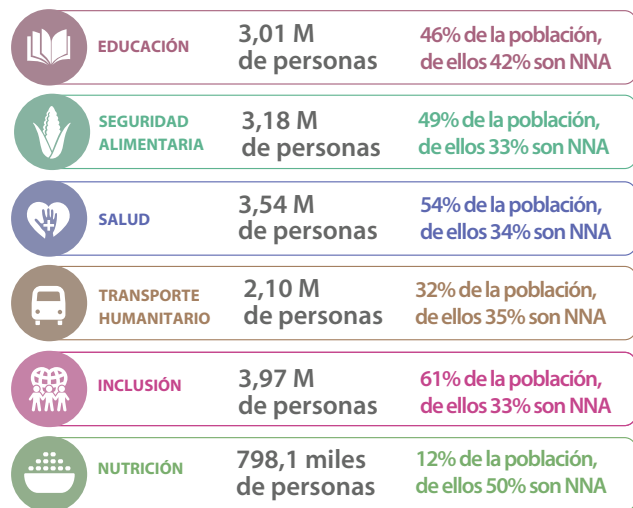 EDUCACIÓN
3,01 M
de personas
46% de la población,
de ellos 42% son NNA
SEGURIDAD
ALIMENTARIA
3,18 M
de personas
49% de la población,
de ellos 33% son NNA
SALUD
3,54 M
de personas
54% de la población,
de ellos 34% son NNA
TRANSPORTE
HUMANITARIO
2,10 M
de personas
32% de la población,
de ellos 35% son NNA
INCLUSIÓN
3,97 M
de personas
61% de la población,
de ellos 33% son NNA
NUTRICIÓN
798,1 miles
de personas
12% de la población,
de ellos 50% son NNA